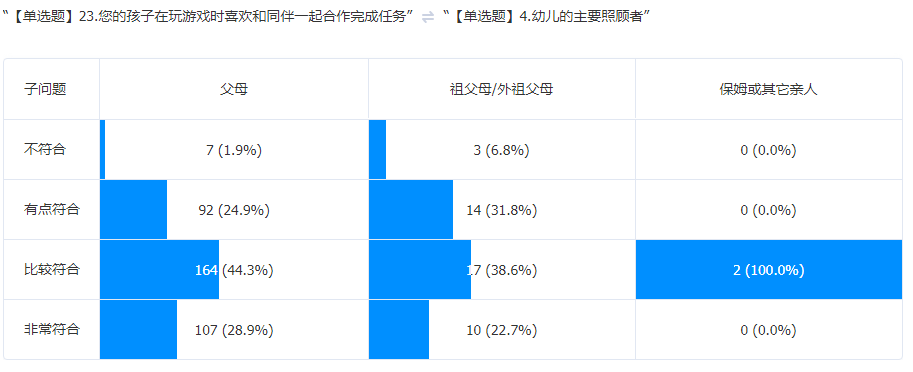 “【单选题】23.您的孩子在玩游戏时喜欢和同伴一起合作完成任务” ⇌ “【单选题】4.幼儿的主要照顾者”
子问题 父母 祖父母/外祖父母 保姆或其它亲人
不符合 7 (1.9%) 3 (6.8%) 0 (0.0%)
有点符合 92 (24.9%) 14 (31.8%) 0 (0.0%)
比较符合 164 (44.3%) 17 (38.6%) 2 (100.0%)
非常符合 107 (28.9%) 10 (22.7%) 0 (0.0%)